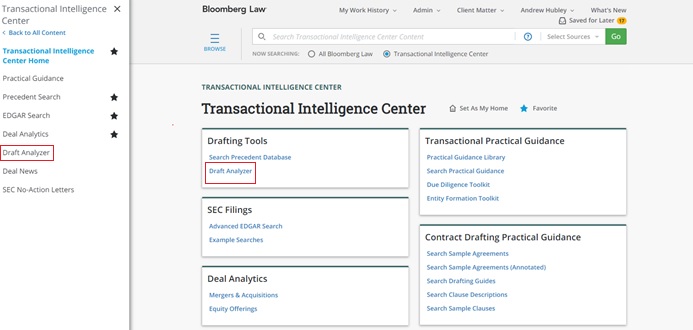 Transactional Intelligence
Center
Back to All Content
Transactional Intelligence
Center Home
Practical Guidance
Precedent Search
EDGAR Search
Deal Analytics
Draft Analyzer
Deal News
SEC No-Action Letters
Bloomberg Law
My Work History
Admin
Client Matter
Andrew Hubley
What's New
Saved for Later 17
BROWSE
Search Transactional Intelligence Center Content
Select Sources
Go
NOW SEARCHING:
All Bloomberg Law
Transactional Intelligence Center
TRANSACTIONAL INTELLIGENCE CENTER
Transactional Intelligence Center
Set As My Home
Favorite
Drafting Tools
Search Precedent Database
Draft Analyzer
SEC Filings
Advanced EDGAR Search
Example Searches
Deal Analytics
Mergers & Acquisitions
Equity Offerings
Transactional Practical Guidance
Practical Guidance Library
Search Practical Guidance
Due Diligence Toolkit
Entity Formation Toolkit
Contract Drafting Practical Guidance
Search Sample Agreements
Search Sample Agreements (Annotated)
Search Drafting Guides
Search Clause Descriptions
Search Sample Clauses